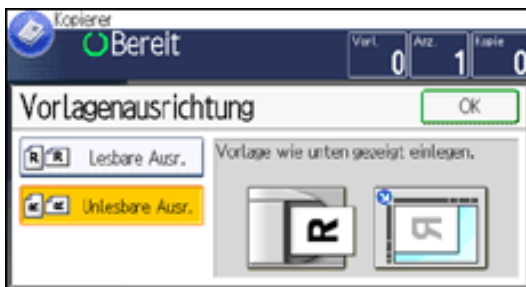 Kopierer
Bereit
Vorl. 0
Anz. 1
Kopie 0
Vorlagenausrichtung
OK
R R Lesbare Ausr.
Vorlage wie unten gezeigt einlegen.
R R Unlesbare Ausr.
R R